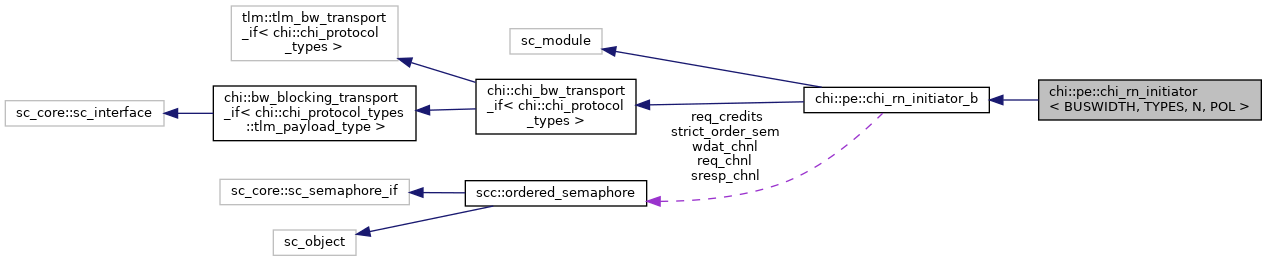 tlm::tlm_bw_transport
_if< chi::chi_protocol
_types >
sc_module
chi::bw_blocking_transport
_if< chi::chi_protocol_types
::tlm_payload_type >
chi::chi_bw_transport
_if< chi::chi_protocol
_types >
sc_core::sc_interface
chi::pe::chi_rn_initiator_b
chi::pe::chi_rn_initiator
< BUSWIDTH, TYPES, N, POL >
req_credits
strict_order_sem
wdat_chnl
req_chnl
sresp_chnl
sc_core::sc_semaphore_if
scc::ordered_semaphore
sc_object